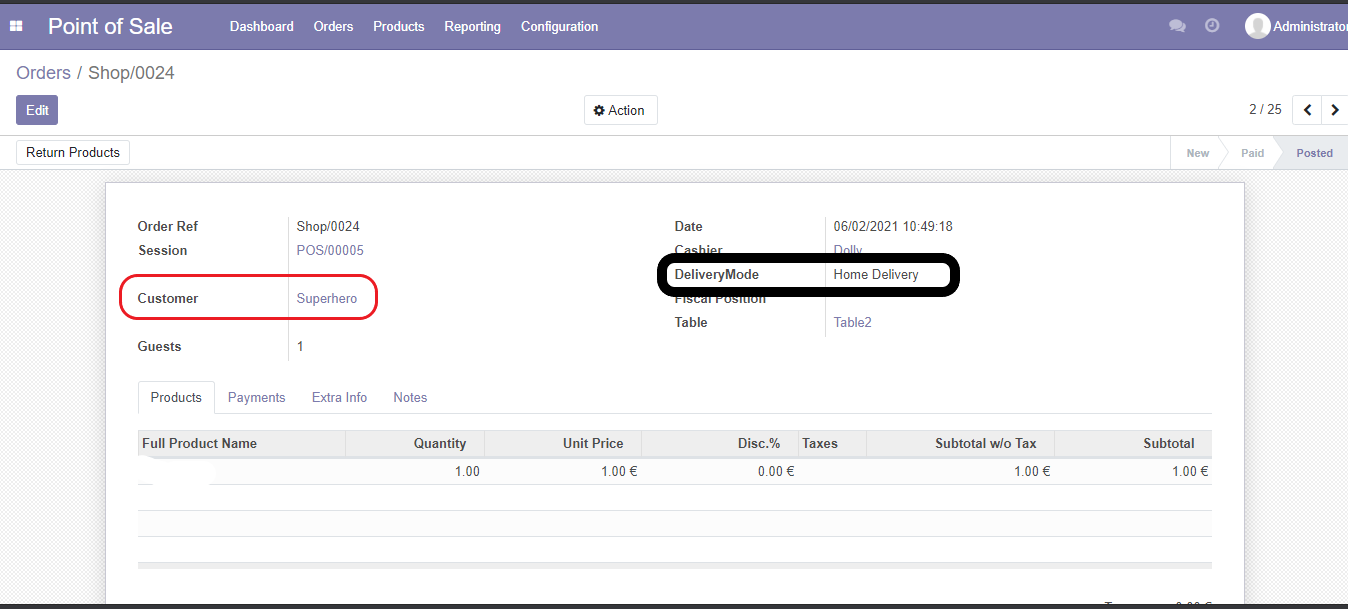 Point of Sale Dashboard Orders Products Reporting Configuration Administrator
Orders / Shop/0024
Edit Action 2 / 25
Return Products New Paid Posted
Order Ref Shop/0024 Date 06/02/2021 10:49:18
Session POS/00005 Cashier Dolly
DeliveryMode Home Delivery
Customer Superhero Fiscal Position
Table Table2
Guests 1
Products Payments Extra Info Notes
Full Product Name Quantity Unit Price Disc.% Taxes Subtotal w/o Tax Subtotal
1.00 1.00 € 0.00 € 1.00 € 1.00 €